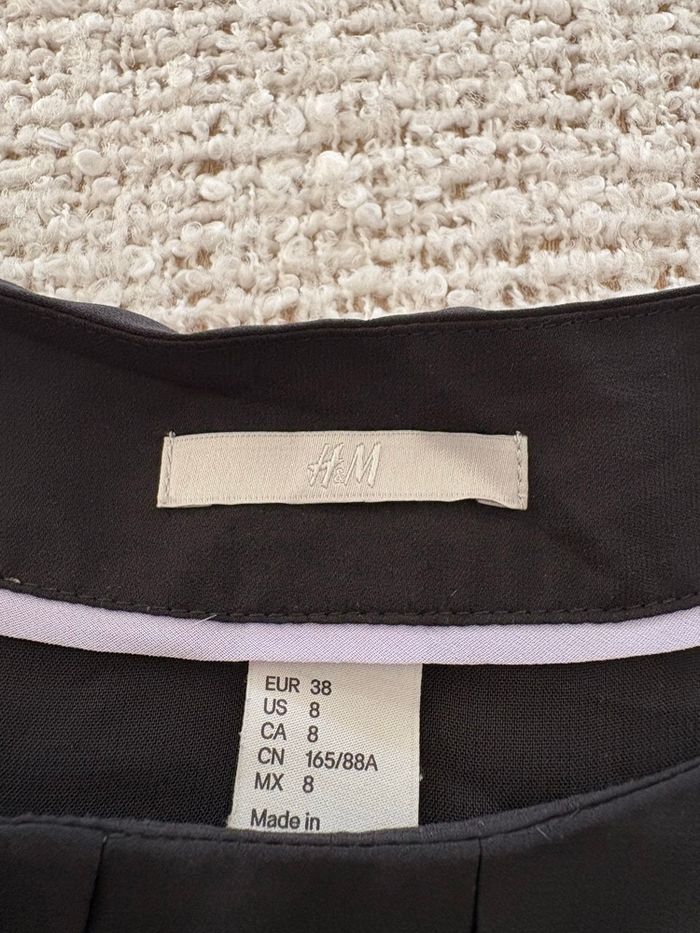 H&M
EUR 38
US 8
CA 8
CN 165/88A
MX 8
Made in